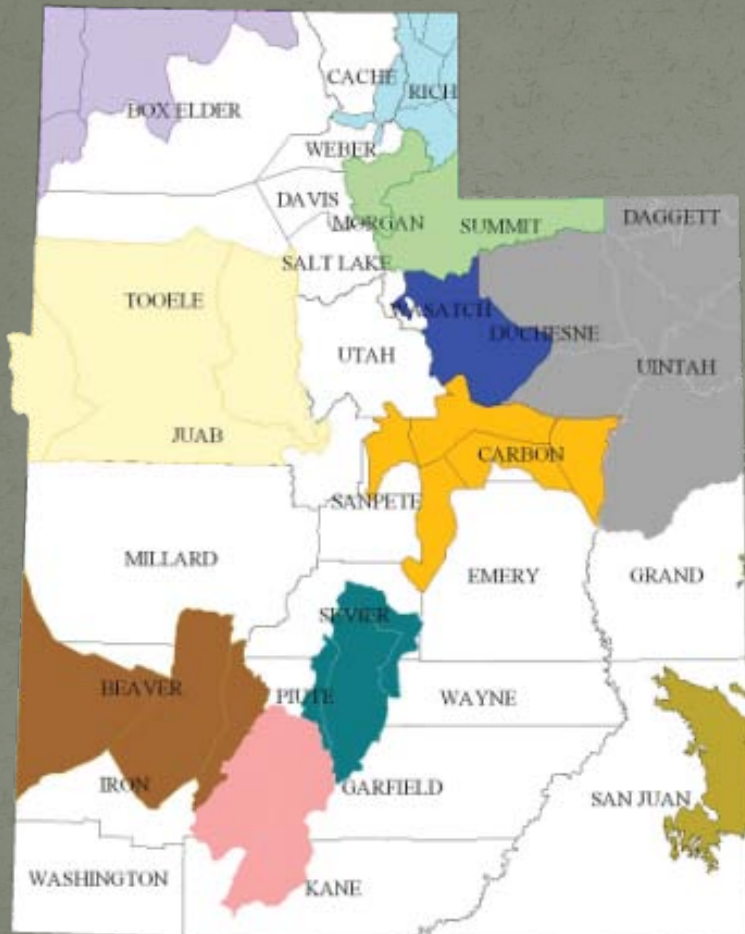 CACHE
RICH
BOX ELDER
WEBER
DAVIS
MORGAN
SUMMIT
DAGGETT
SALT LAKE
TOOELE
WASATCH
DUCHESNE
UTAH
UINTAH
JUAB
CARBON
SANPETE
MILLARD
EMERY
GRAND
SEVIER
BEAVER
PIUTE
WAYNE
IRON
GARFIELD
SAN JUAN
WASHINGTON
KANE